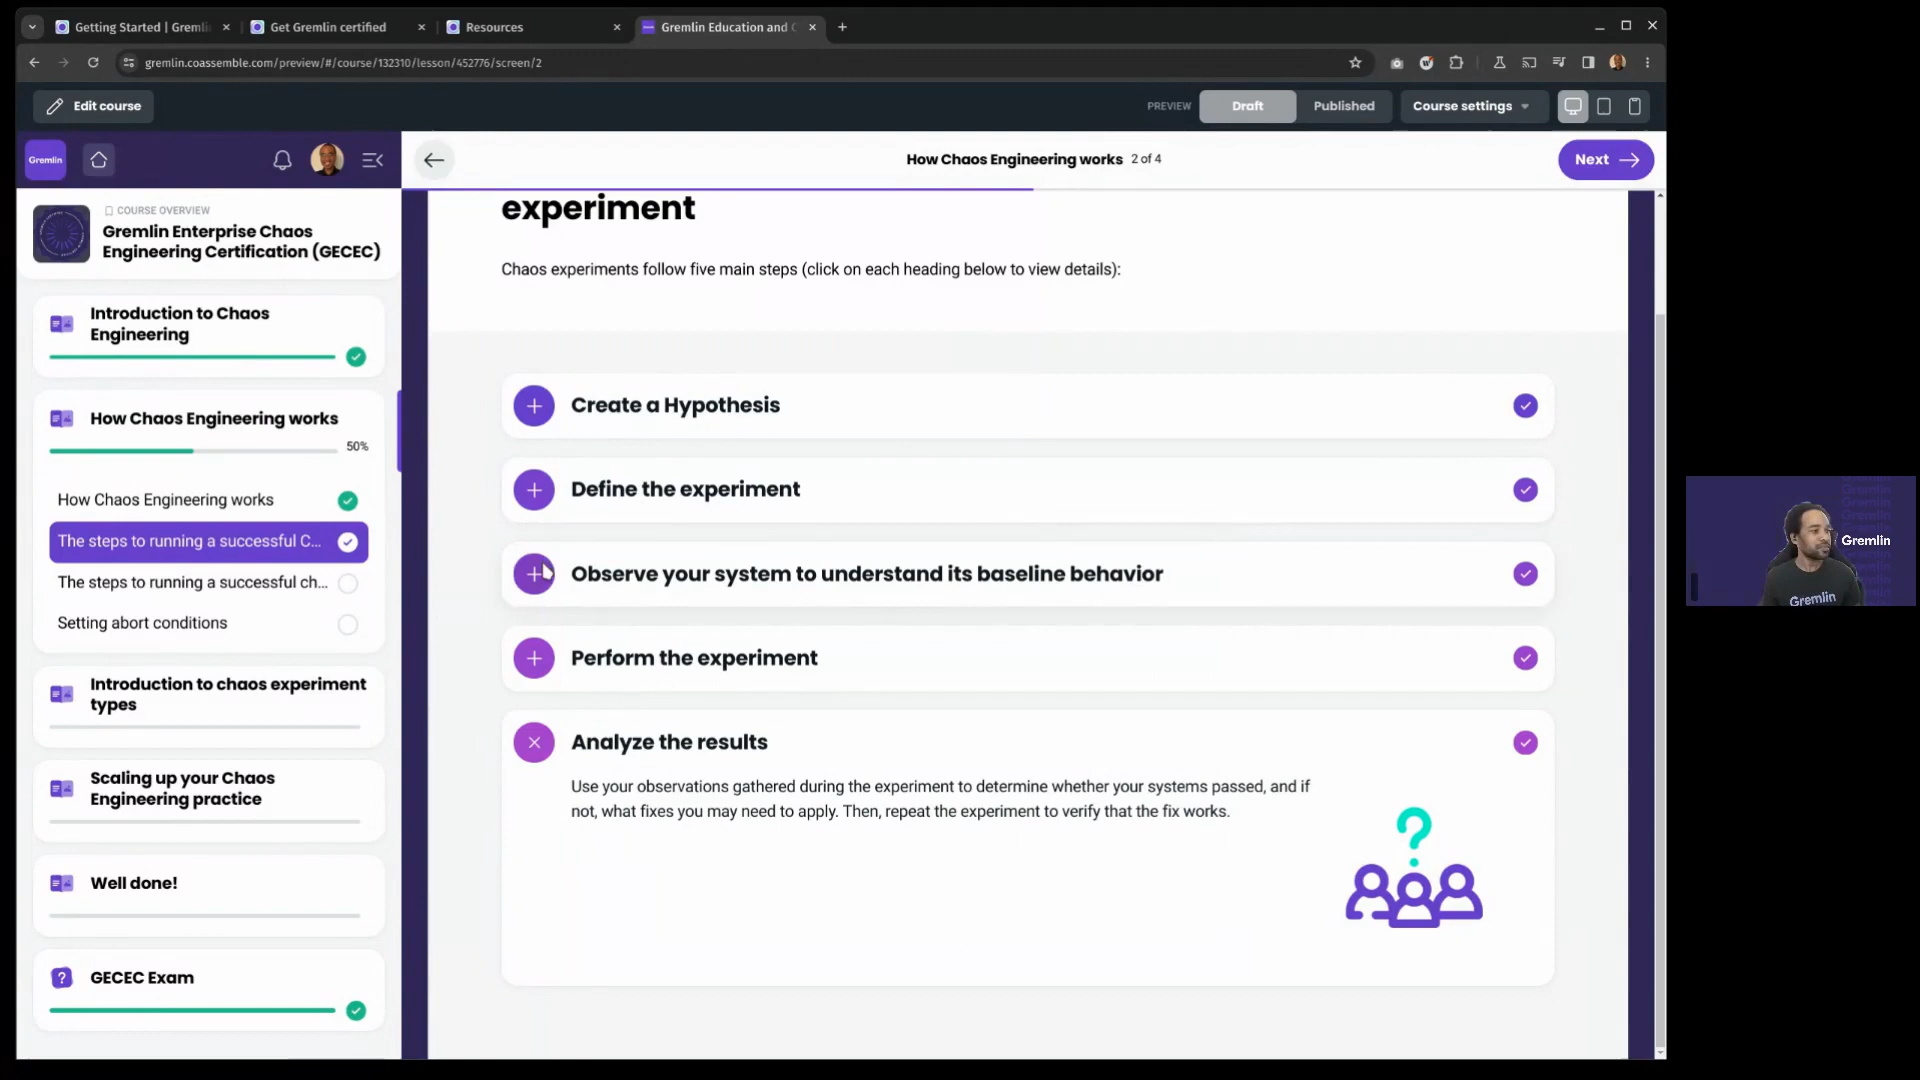 Getting Started | Gremli
Get Gremlin certified
Resources
Gremlin Education and C
gremlin.coassemble.com/preview/#/course/132310/lesson/452776/screen/2
Edit course
PREVIEW
Draft
Published
Course settings
Gremlin
How Chaos Engineering works 2 of 4
Next
COURSE OVERVIEW
Gremlin Enterprise Chaos
Engineering Certification (GECEC)
Introduction to Chaos
Engineering
How Chaos Engineering works
50%
How Chaos Engineering works
The steps to running a successful C...
The steps to running a successful ch...
Setting abort conditions
Introduction to chaos experiment
types
Scaling up your Chaos
Engineering practice
Well done!
GECEC Exam
experiment
Chaos experiments follow five main steps (click on each heading below to view details):
Create a Hypothesis
Define the experiment
Observe your system to understand its baseline behavior
Perform the experiment
Analyze the results
Use your observations gathered during the experiment to determine whether your systems passed, and if
not, what fixes you may need to apply. Then, repeat the experiment to verify that the fix works.
Gremlin
Gremlin